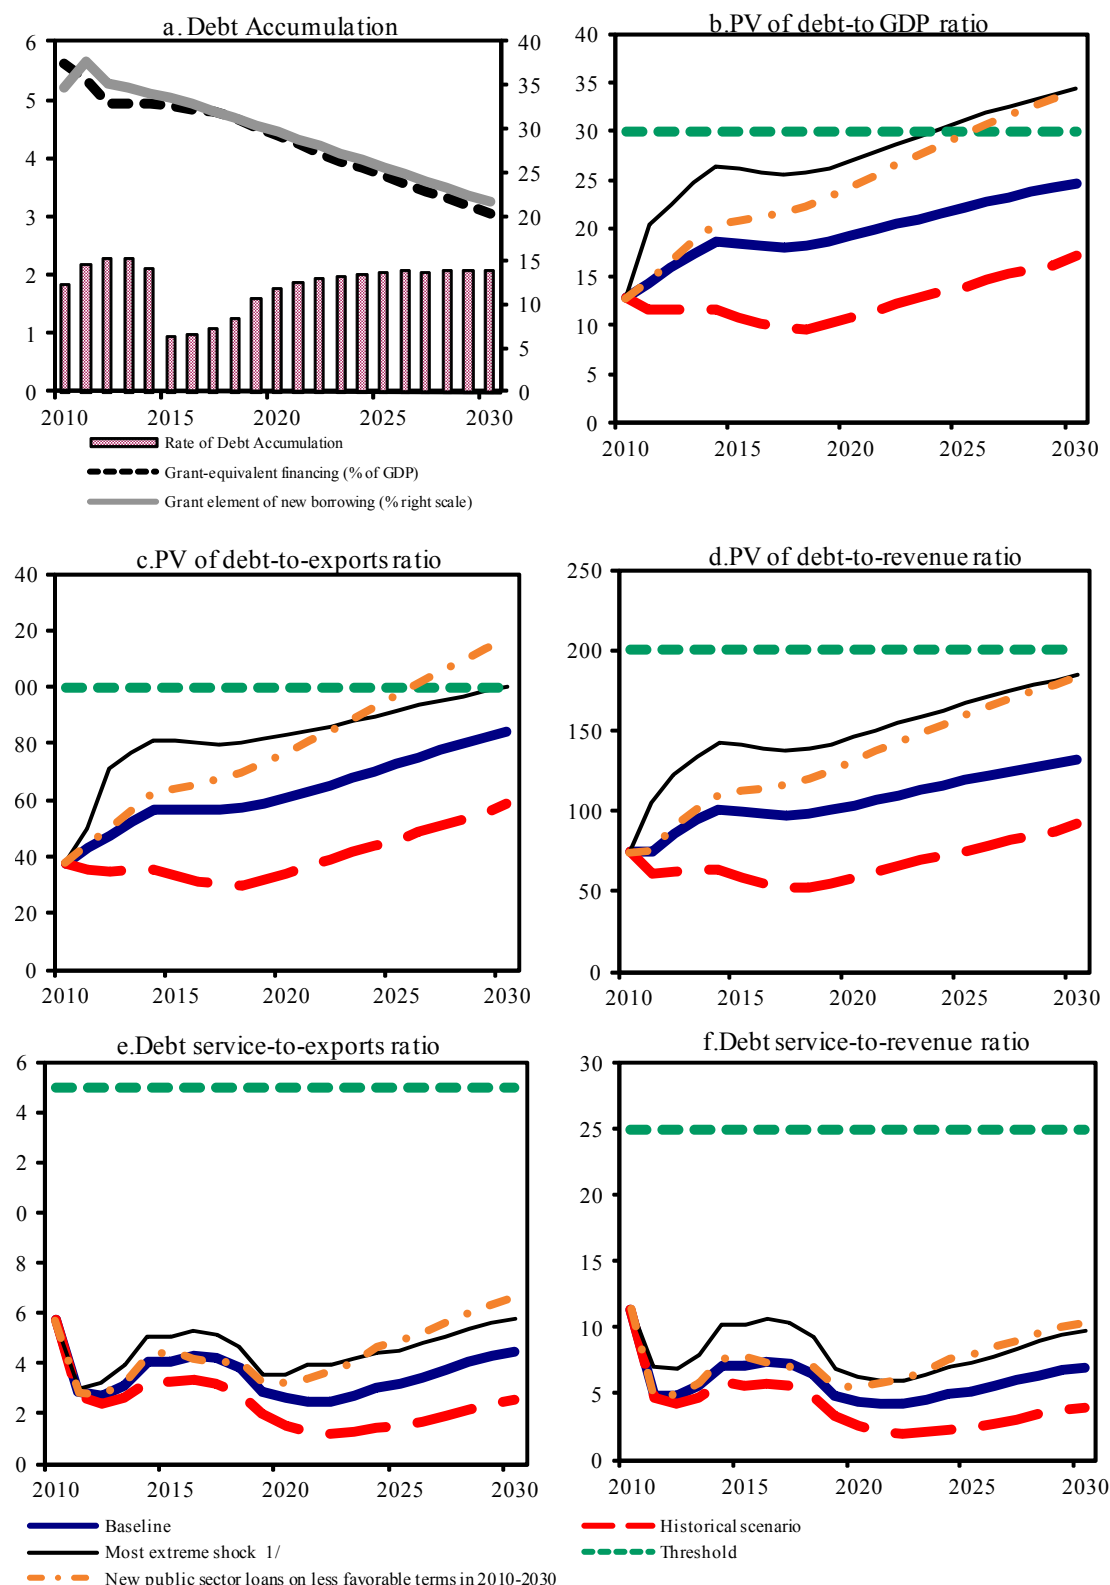 a. Debt Accumulation
6
5
4
3
2
1
0
40
35
30
25
20
15
10
5
0
2010 2015 2020 2025 2030
Rate of Debt Accumulation
Grant-equivalent financing (% of GDP)
Grant element of new borrowing (% right scale)
b.PV of debt-to GDP ratio
40
35
30
25
20
15
10
5
0
2010 2015 2020 2025 2030
c.PV of debt-to-exports ratio
40
20
00
80
60
40
20
0
2010 2015 2020 2025 2030
d.PV of debt-to-revenue ratio
250
200
150
100
50
0
2010 2015 2020 2025 2030
e.Debt service-to-exports ratio
6
4
2
0
8
6
4
2
0
2010 2015 2020 2025 2030
f.Debt service-to-revenue ratio
30
25
20
15
10
5
0
2010 2015 2020 2025 2030
Baseline
Most extreme shock 1/
New public sector loans on less favorable terms in 2010-2030
Historical scenario
Threshold